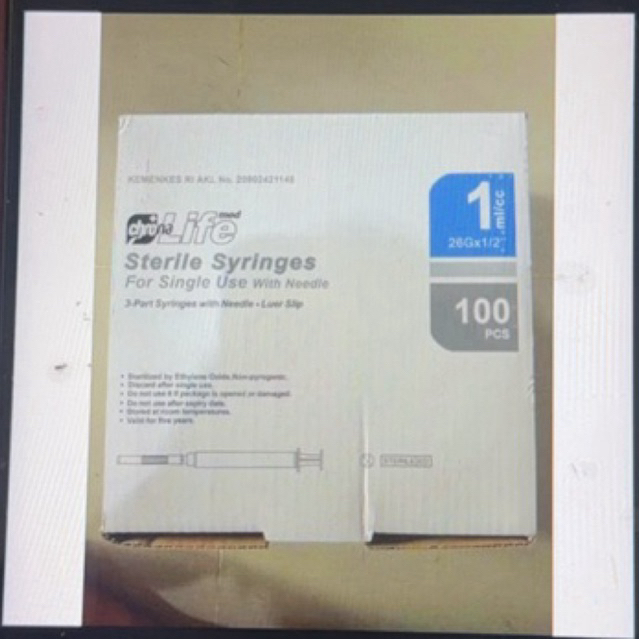 KEMENKES RI AKL No. 20902421148
chroma Life med
Sterile Syringes
For Single Use With Needle
3-Part Syringes with Needle • Luer Slip
1 ml/cc
26Gx1/2"
100
PCS
• Sterilized by Ethylene Oxide, Non-pyrogenic.
• Discard after single use.
• Do not use if package is opened or damaged.
• Do not use after expiry date.
• Stored at room temperatures.
• Valid for five years.